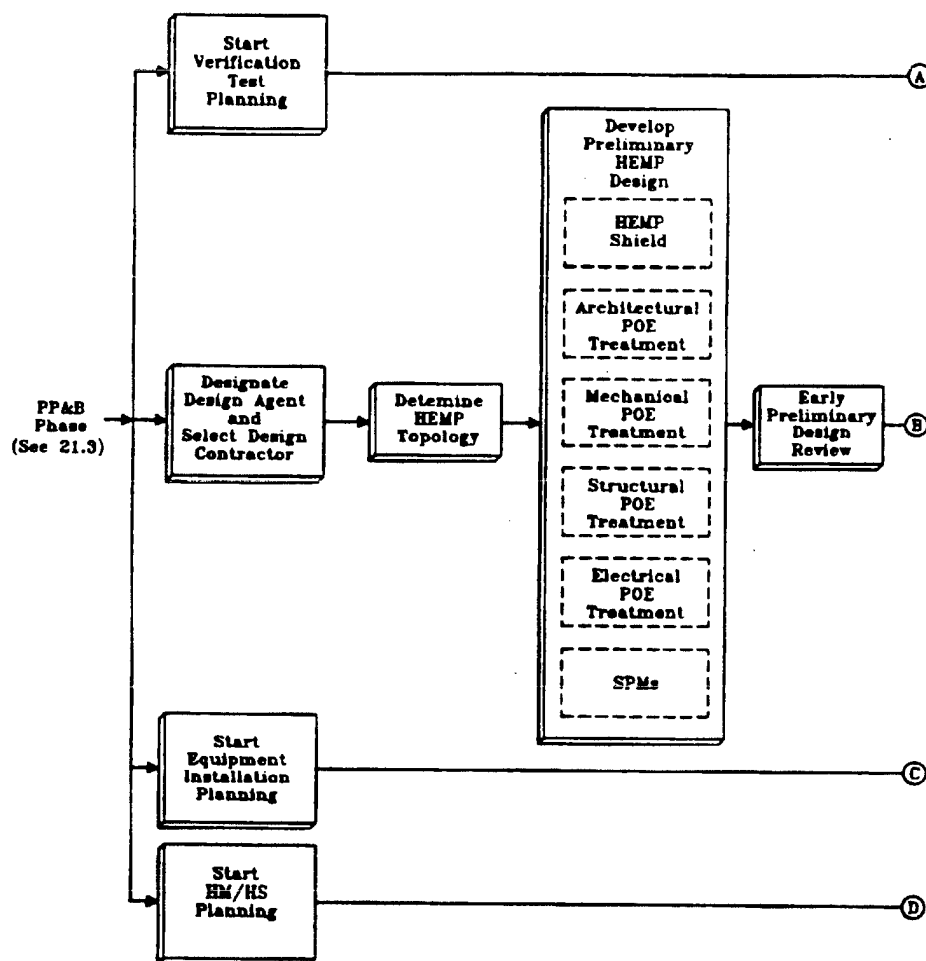 Start
Verification
Test
Planning
A
Develop
Preliminary
HEMP
Design
HEMP
Shield
Architectural
POE
Treatment
PP&B
Phase
(See 21.3)
Designate
Design Agent
and
Select Design
Contractor
Detemine
HEMP
Topology
Mechanical
POE
Treatment
Early
Preliminary
Design
Review
B
Structural
POE
Treatment
Electrical
POE
Treatment
SPMs
Start
Equipment
Installation
Planning
C
Start
HM/HS
Planning
D